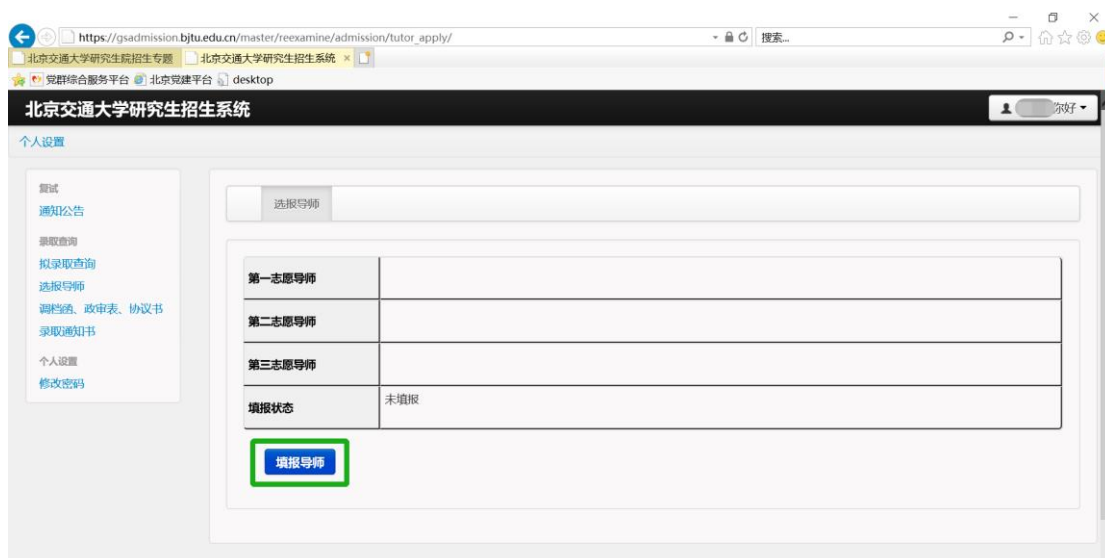 https://gsadmission.bjtu.edu.cn/master/reexamine/admission/tutor_apply/
搜索...
北京交通大学研究生院招生专题
北京交通大学研究生招生系统
党群综合服务平台 北京党建平台 desktop
北京交通大学研究生招生系统
你好
个人设置
复试
通知公告
录取查询
拟录取查询
选报导师
调档函、政审表、协议书
录取通知书
个人设置
修改密码
选报导师
第一志愿导师
第二志愿导师
第三志愿导师
填报状态 未填报
填报导师